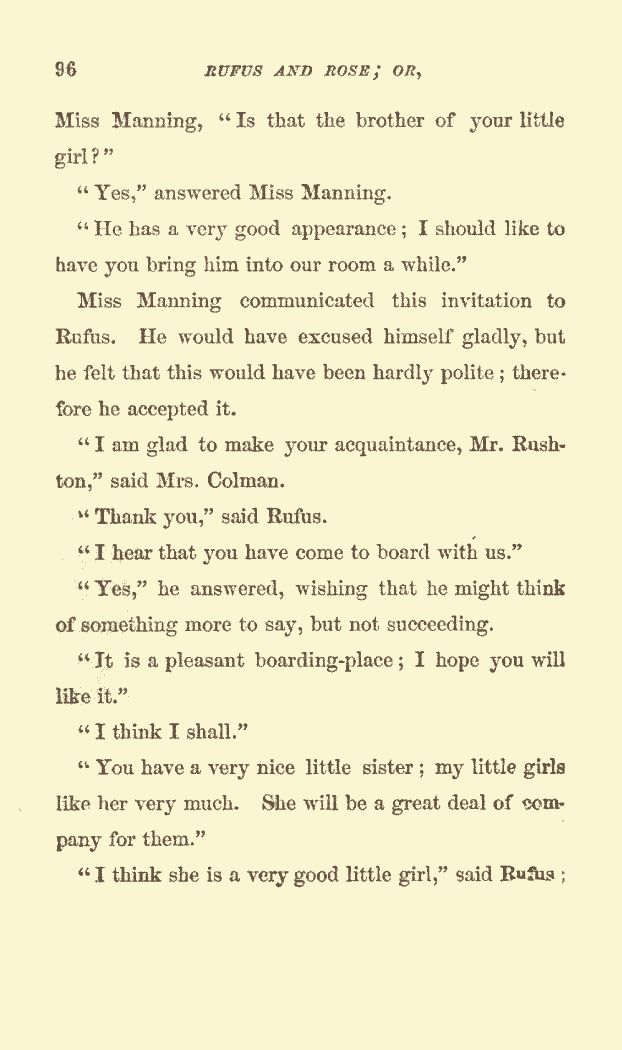 96 RUFUS AND ROSE; OR,
Miss Manning, "Is that the brother of your little
girl?"
"Yes," answered Miss Manning.
"He has a very good appearance; I should like to
have you bring him into our room a while."
Miss Manning communicated this invitation to
Rufus. He would have excused himself gladly, but
he felt that this would have been hardly polite; there-
fore he accepted it.
"I am glad to make your acquaintance, Mr. Rush-
ton," said Mrs. Colman.
"Thank you," said Rufus.
"I hear that you have come to board with us."
"Yes," he answered, wishing that he might think
of something more to say, but not succeeding.
"It is a pleasant boarding-place; I hope you will
like it."
"I think I shall."
"You have a very nice little sister; my little girls
like her very much. She will be a great deal of com-
pany for them."
"I think she is a very good little girl," said Rufus;